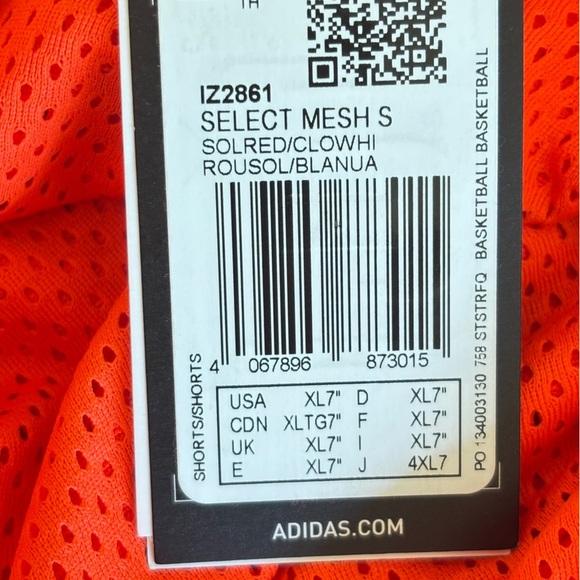 TH
IZ2861
SELECT MESH S
SOLRED/CLOWHI
ROUSOL/BLANUA
4 067896 873015
SHORTS/SHORTS
USA XL7" D XL7"
CDN XLTG7" F XL7"
UK XL7" I XL7"
E XL7" J 4XL7
PO 134003130 758 STSTRFQ BASKETBALL BASKETBALL
ADIDAS.COM